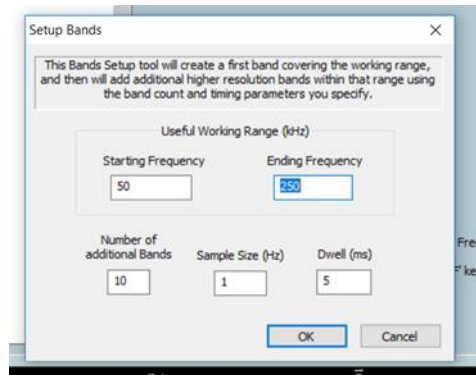 Setup Bands
This Bands Setup tool will create a first band covering the working range,
and then will add additional higher resolution bands within that range using
the band count and timing parameters you specify.
Useful Working Range (kHz)
Starting Frequency Ending Frequency
50 250
Number of
additional Bands Sample Size (Hz) Dwell (ms)
10 1 5
Fre
F' ke
OK Cancel